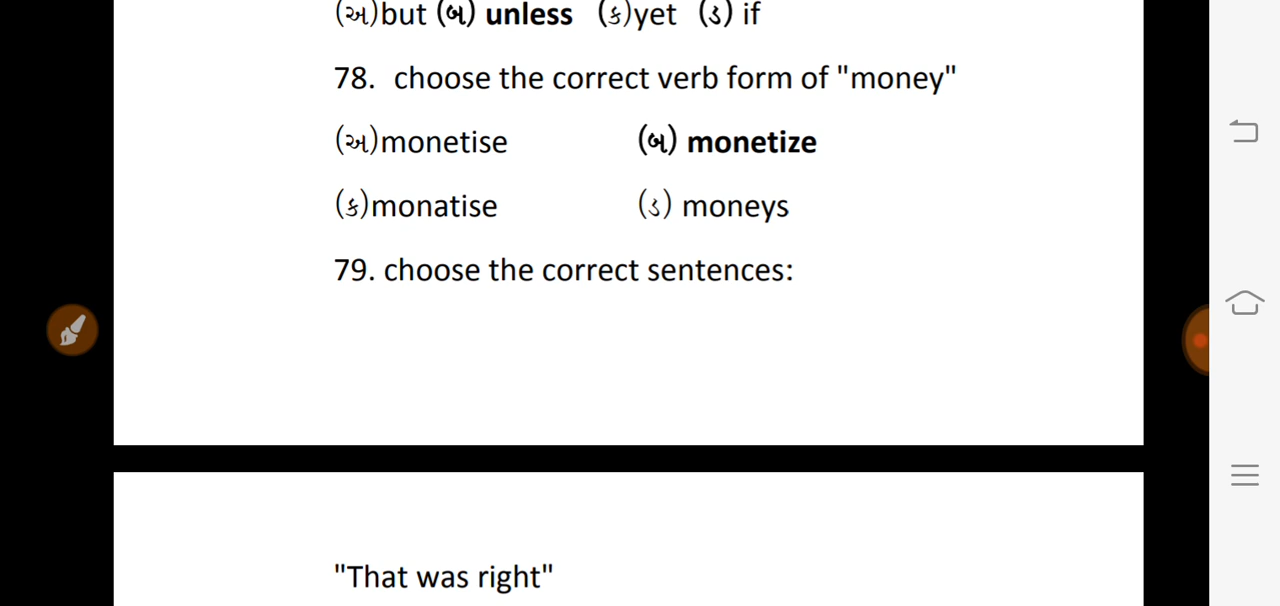 (અ)but (બ) unless (ક)yet (ડ) if
78. choose the correct verb form of "money"
(અ)monetise (બ) monetize
(ક)monatise (ડ) moneys
79. choose the correct sentences:
"That was right"